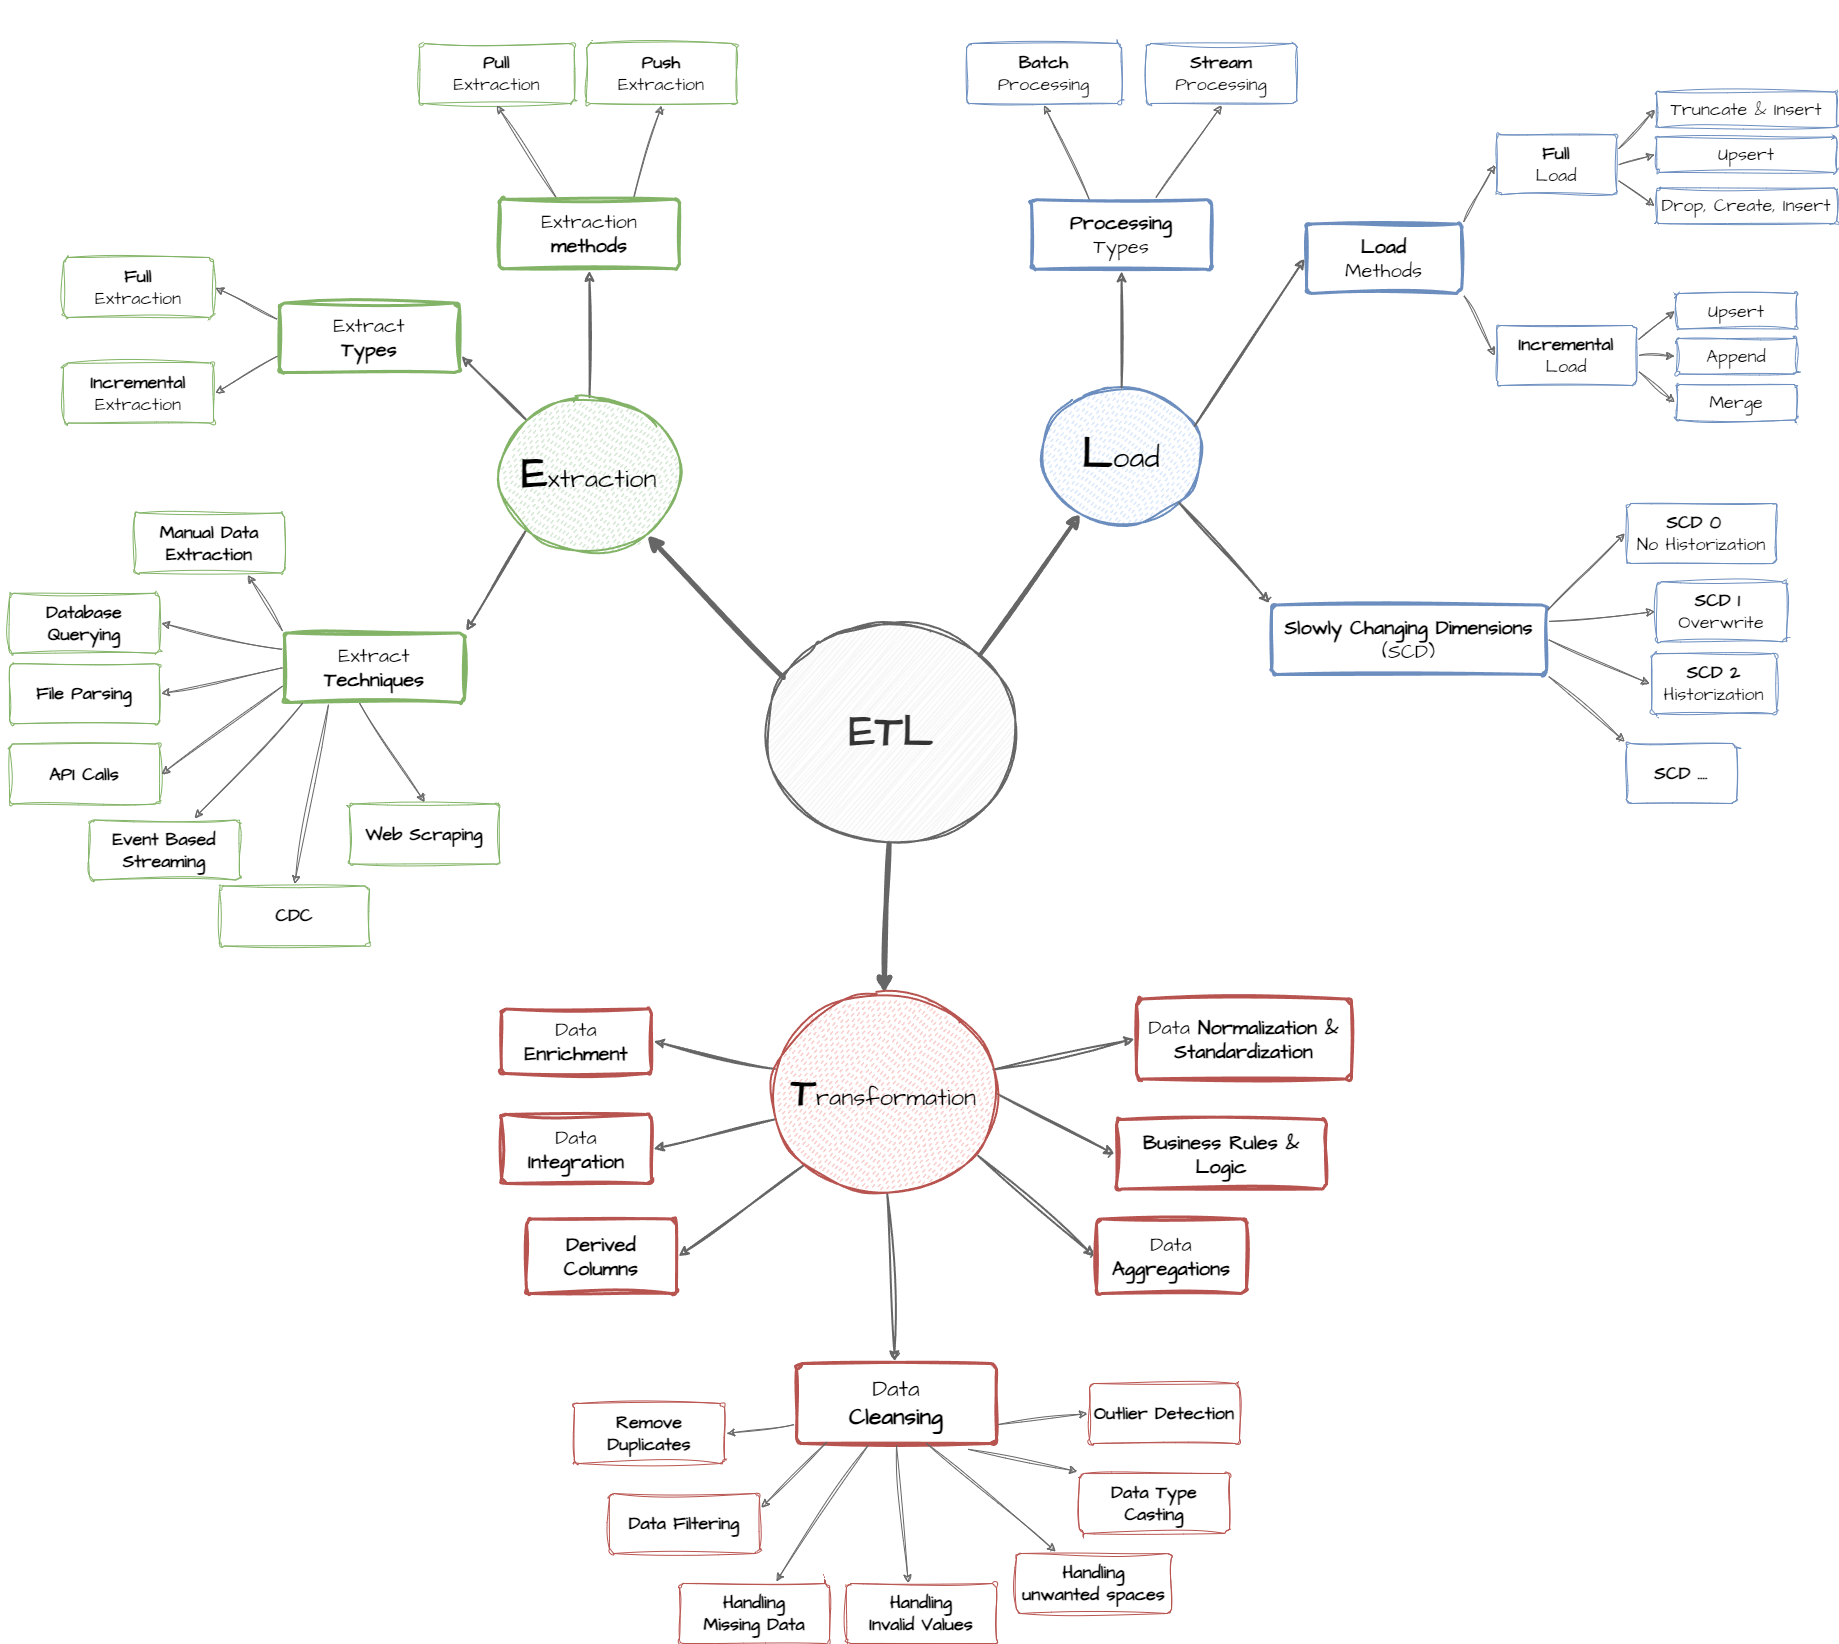 Pull
Extraction
Push
Extraction
Extraction
methods
Full
Extraction
Extract
Types
Incremental
Extraction
Extraction
Manual Data
Extraction
Database
Querying
Extract
Techniques
File Parsing
API Calls
Event Based
Streaming
Web Scraping
CDC
Batch
Processing
Stream
Processing
Processing
Types
Load
Methods
Full
Load
Truncate & Insert
Upsert
Drop, Create, Insert
Incremental
Load
Upsert
Append
Merge
Load
Slowly Changing Dimensions
(SCD)
SCD 0
No Historization
SCD 1
Overwrite
SCD 2
Historization
SCD ....
ETL
Transformation
Data
Enrichment
Data
Integration
Derived
Columns
Data Normalization &
Standardization
Business Rules &
Logic
Data
Aggregations
Data
Cleansing
Remove
Duplicates
Data Filtering
Handling
Missing Data
Handling
Invalid Values
Handling
unwanted spaces
Data Type
Casting
Outlier Detection